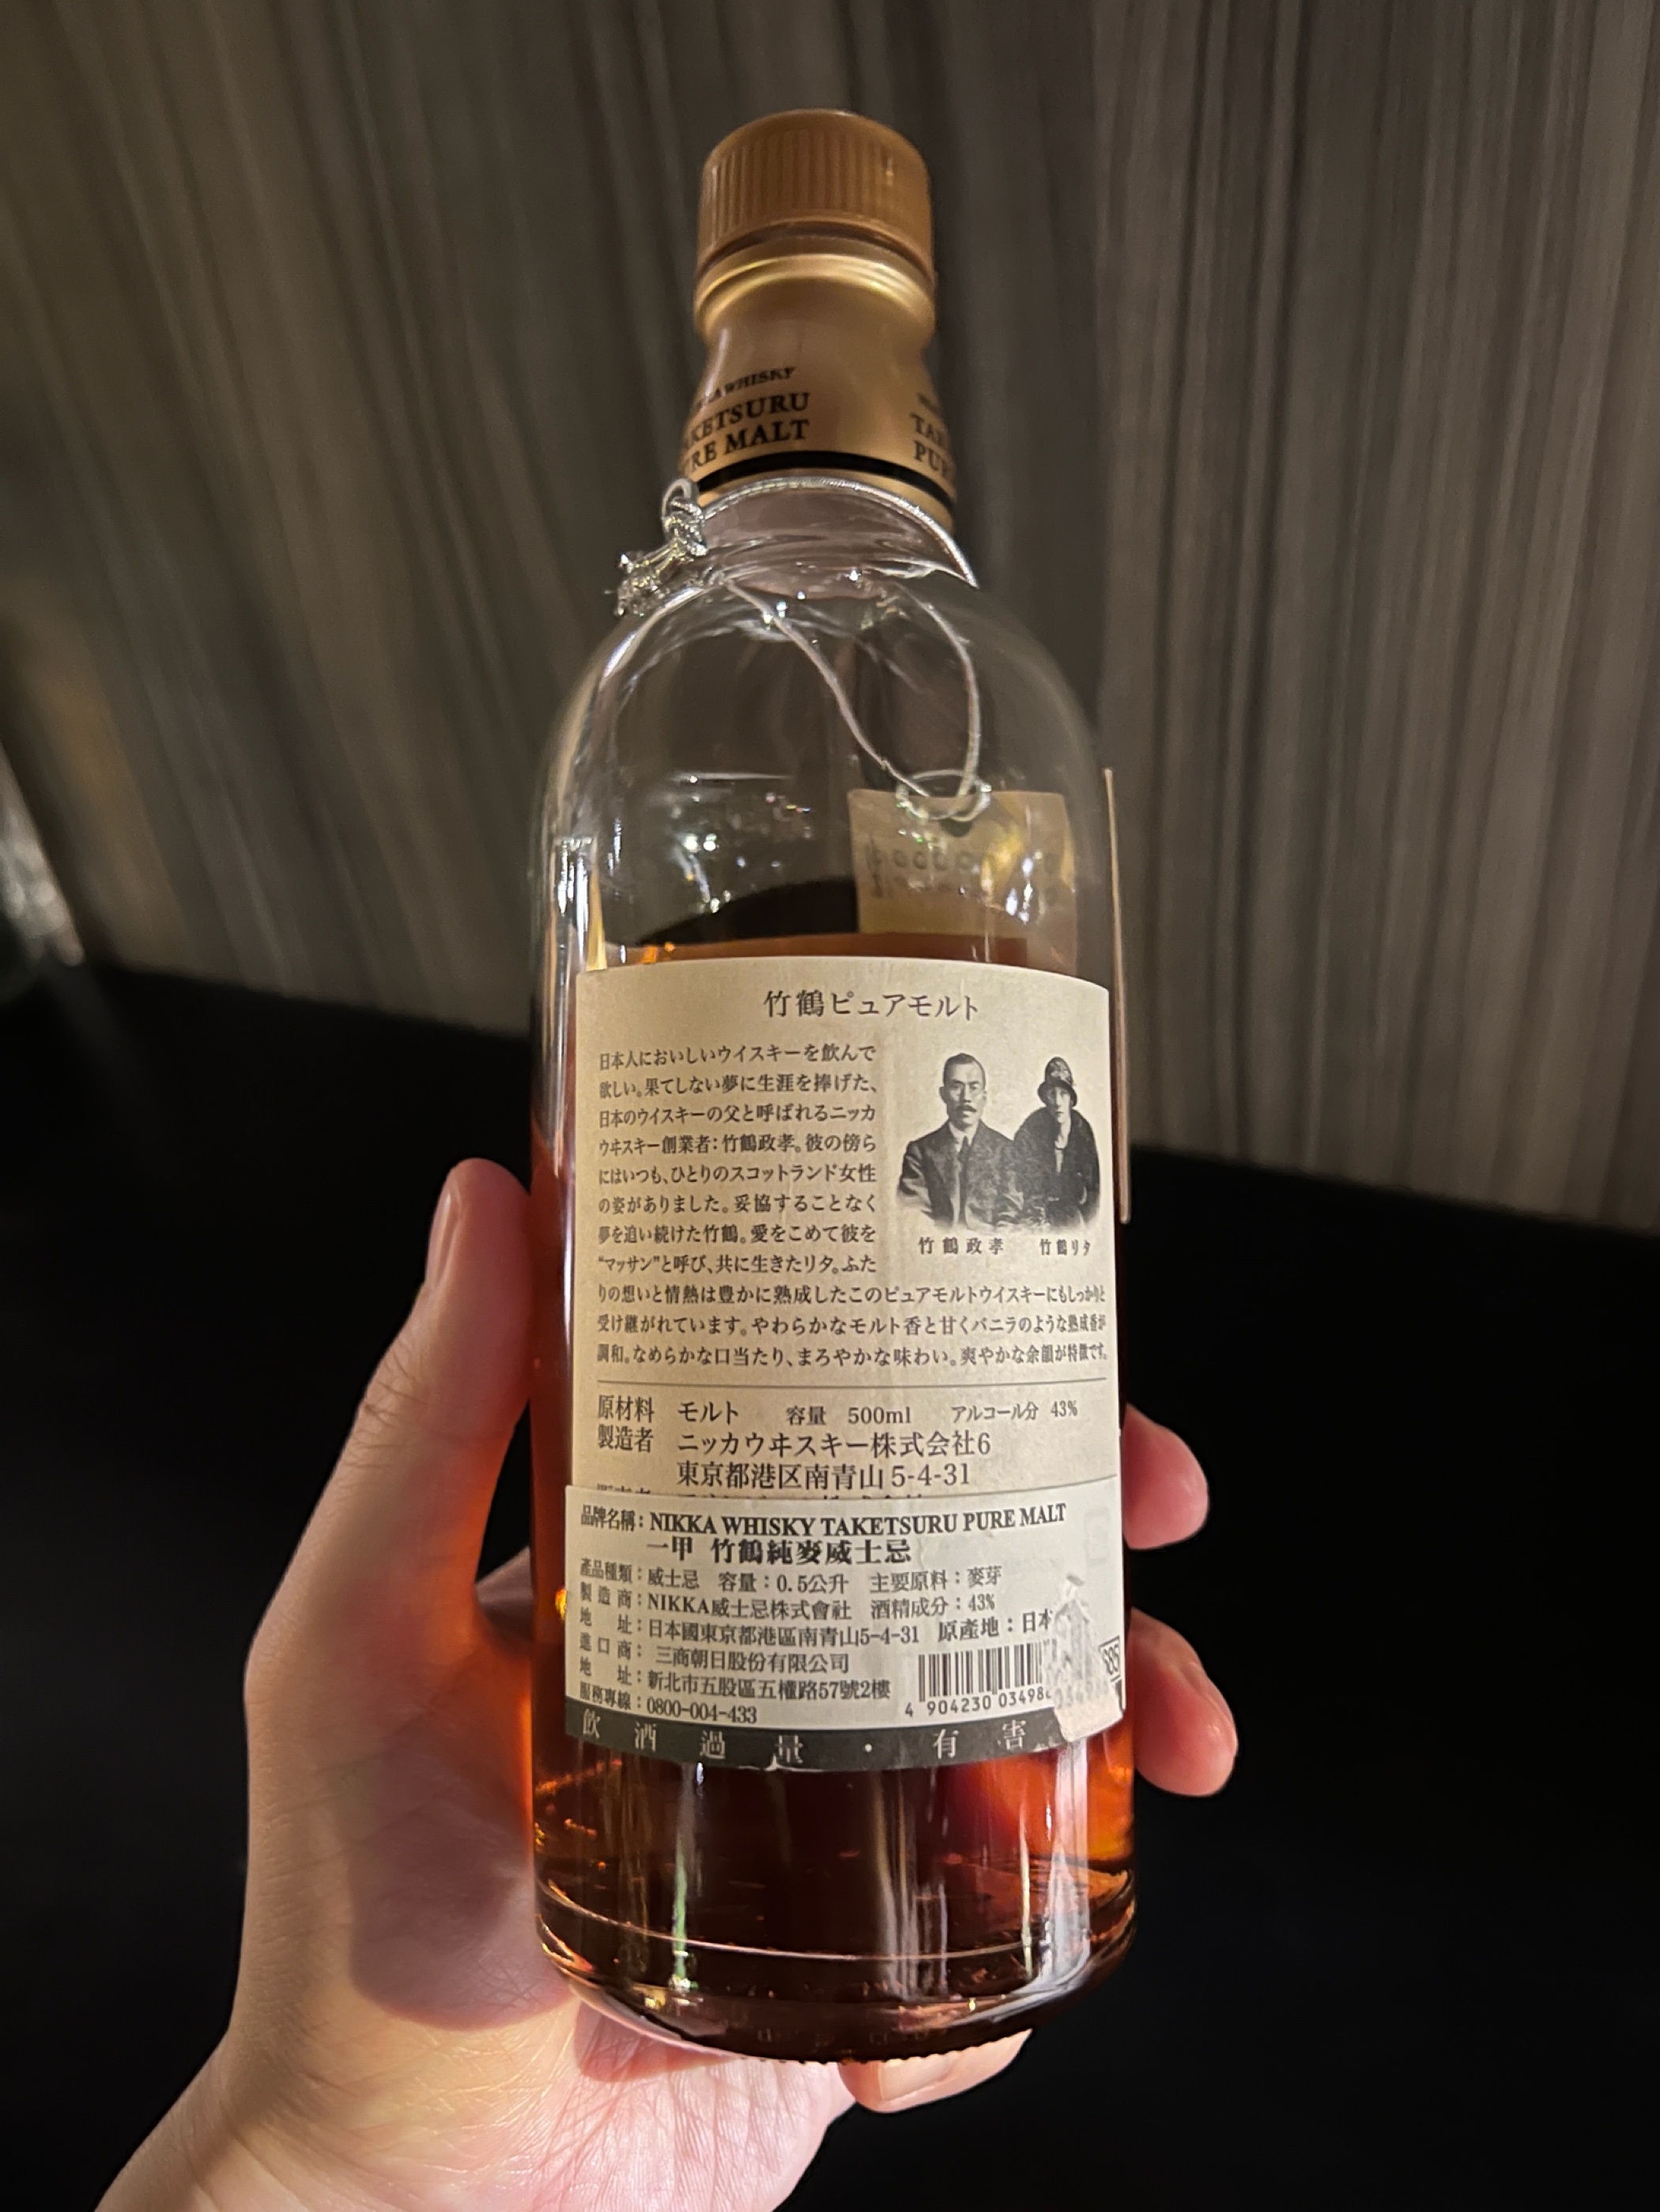 WHISKY
TAKETSURU
PURE MALT
竹鶴ピュアモルト
日本人においしいウイスキーを飲んで
欲しい。果てしない夢に生涯を捧げた、
日本のウイスキーの父と呼ばれるニッカ
ウヰスキー創業者:竹鶴政孝。彼の傍ら
にはいつも、ひとりのスコットランド女性
の姿がありました。妥協することなく
夢を追い続けた竹鶴。愛をこめて彼を
“マッサン”と呼び、共に生きたリタ。ふた
りの想いと情熱は豊かに熟成したこのピュアモルトウイスキーにもしっかりと
受け継がれています。やわらかなモルト香と甘くバニラのような熟成香が
調和。なめらかな口当たり、まろやかな味わい。爽やかな余韻が特徴です。
竹鶴政孝 竹鶴リタ
原材料 モルト 容量 500ml アルコール分 43%
製造者 ニッカウヰスキー株式会社6
東京都港区南青山5-4-31
品牌名稱：NIKKA WHISKY TAKETSURU PURE MALT
一甲 竹鶴純麥威士忌
產品種類：威士忌 容量：0.5公升 主要原料：麥芽
製造商：NIKKA威士忌株式會社 酒精成分：43%
地址：日本國東京都港區南青山5-4-31 原產地：日本
進口商：三商朝日股份有限公司
地址：新北市五股區五權路57號2樓
服務專線：0800-004-433
4 904230 03498
飲酒過量・有害